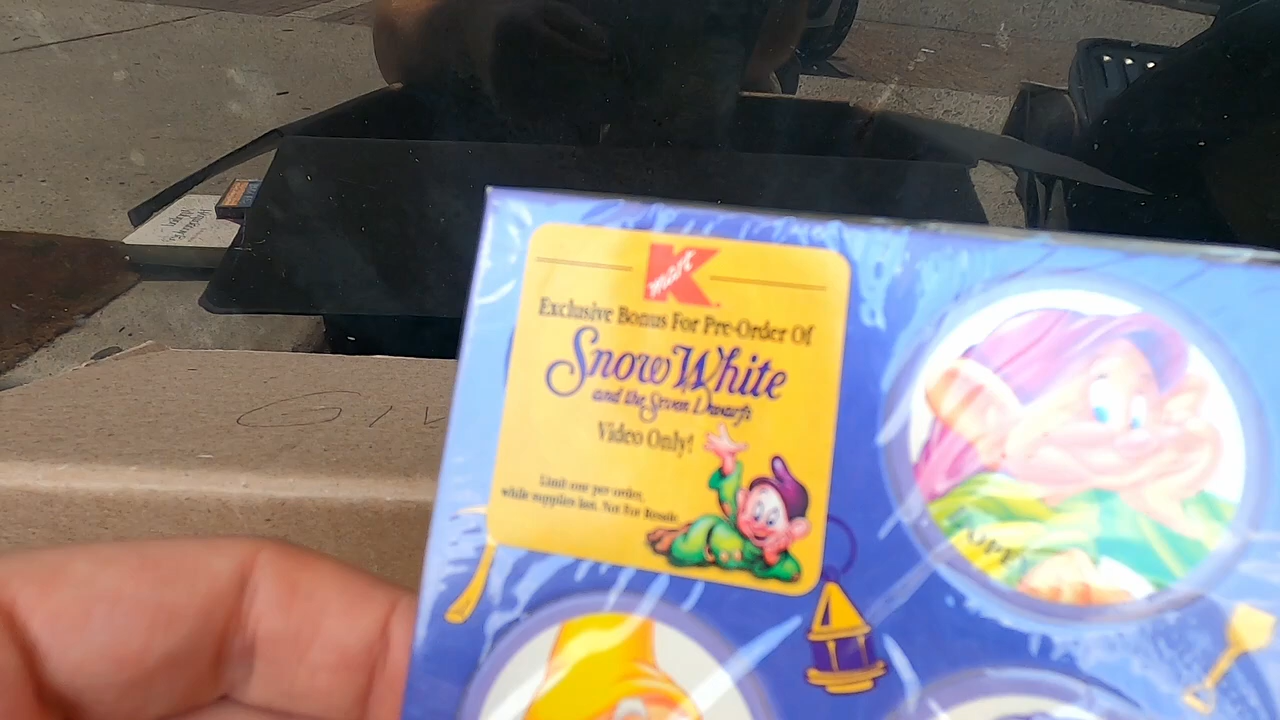 K
mart
Exclusive Bonus For Pre-Order Of
Snow White
and the Seven Dwarfs
Video Only!
Limit one per order,
while supplies last. Not For Resale